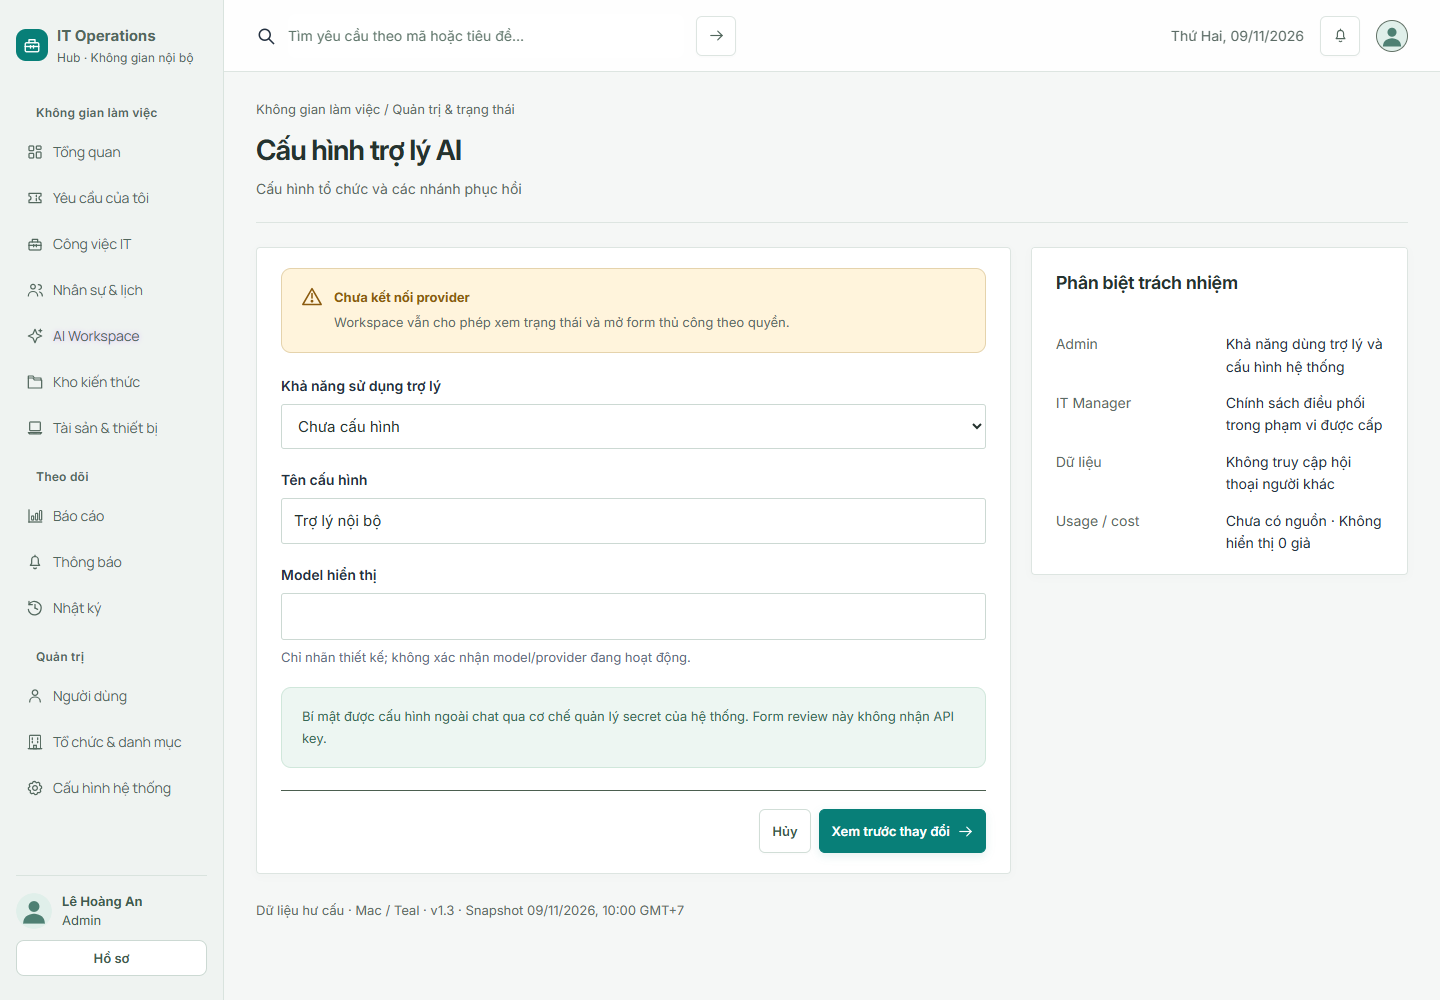 IT Operations
Hub · Không gian nội bộ
Không gian làm việc
Tổng quan
Yêu cầu của tôi
Công việc IT
Nhân sự & lịch
AI Workspace
Kho kiến thức
Tài sản & thiết bị
Theo dõi
Báo cáo
Thông báo
Nhật ký
Quản trị
Người dùng
Tổ chức & danh mục
Cấu hình hệ thống
Lê Hoàng An
Admin
Hồ sơ
Tìm yêu cầu theo mã hoặc tiêu đề...
Thứ Hai, 09/11/2026
Không gian làm việc / Quản trị & trạng thái
Cấu hình trợ lý AI
Cấu hình tổ chức và các nhánh phục hồi
Chưa kết nối provider
Workspace vẫn cho phép xem trạng thái và mở form thủ công theo quyền.
Khả năng sử dụng trợ lý
Chưa cấu hình
Tên cấu hình
Trợ lý nội bộ
Model hiển thị
Chỉ nhãn thiết kế; không xác nhận model/provider đang hoạt động.
Bí mật được cấu hình ngoài chat qua cơ chế quản lý secret của hệ thống. Form review này không nhận API
key.
Hủy
Xem trước thay đổi
Phân biệt trách nhiệm
Admin
Khả năng dùng trợ lý và
cấu hình hệ thống
IT Manager
Chính sách điều phối
trong phạm vi được cấp
Dữ liệu
Không truy cập hội
thoại người khác
Usage / cost
Chưa có nguồn · Không
hiển thị 0 giả
Dữ liệu hư cấu · Mac / Teal · v1.3 · Snapshot 09/11/2026, 10:00 GMT+7